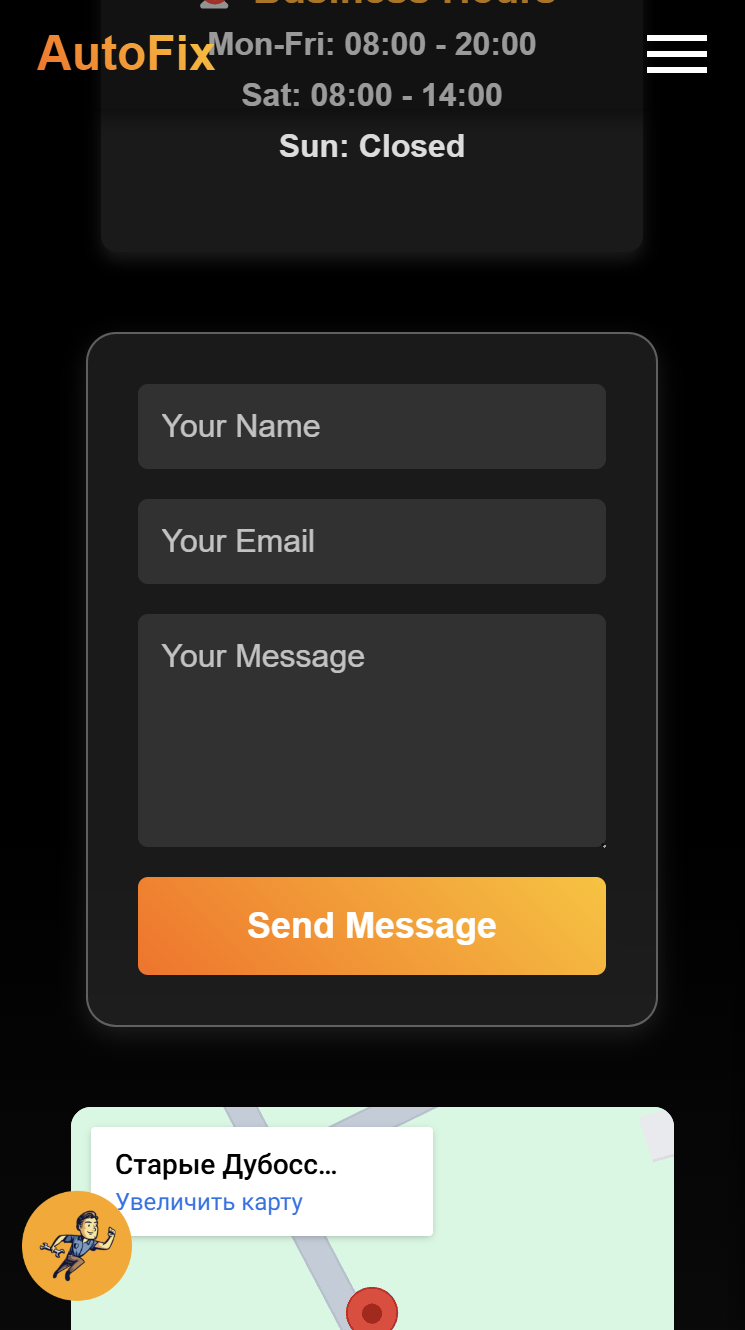 Business Hours
AutoFix
Mon-Fri: 08:00 - 20:00
Sat: 08:00 - 14:00
Sun: Closed
Your Name
Your Email
Your Message
Send Message
Старые Дубосс...
Увеличить карту